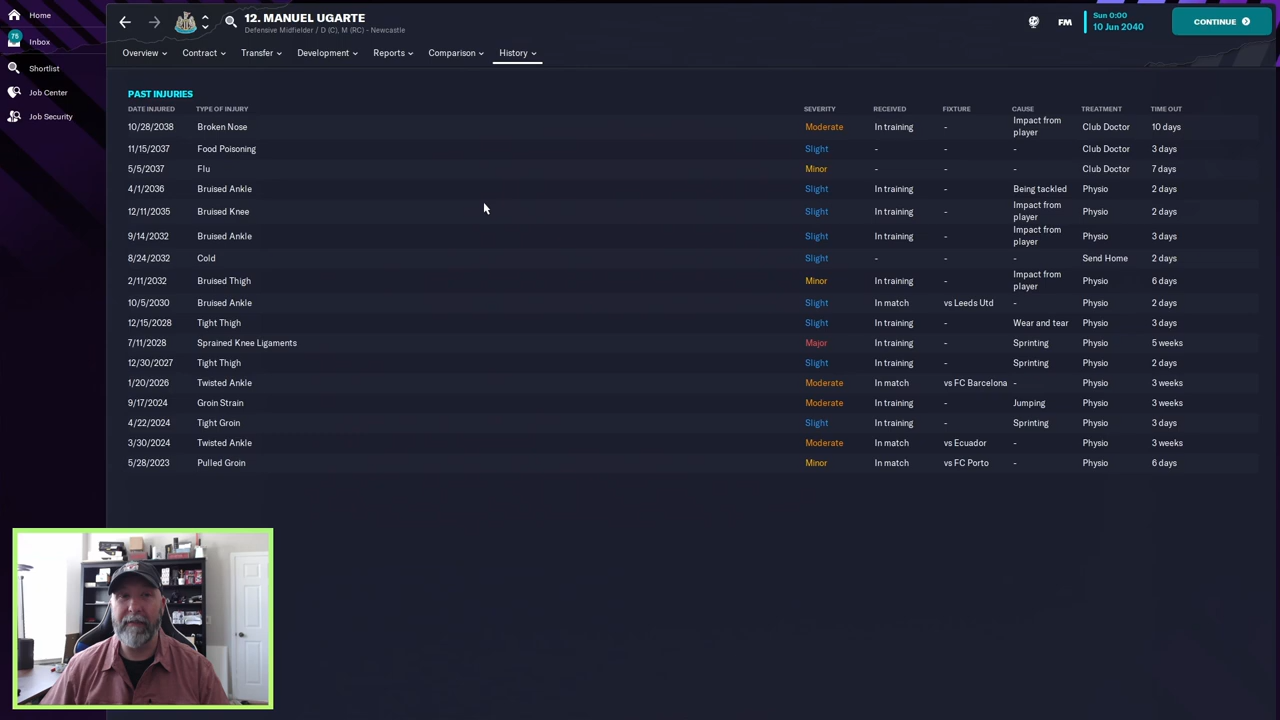 Home
12. MANUEL UGARTE
Defensive Midfielder / D (C), M (RC) - Newcastle
FM
Sun 0:00
10 Jun 2040
CONTINUE
75
Inbox
Shortlist
Job Center
Job Security
Overview Contract Transfer Development Reports Comparison History
PAST INJURIES
DATE INJURED TYPE OF INJURY SEVERITY RECEIVED FIXTURE CAUSE TREATMENT TIME OUT
10/28/2038 Broken Nose Moderate In training - Impact from player Club Doctor 10 days
11/15/2037 Food Poisoning Slight - - - Club Doctor 3 days
5/5/2037 Flu Minor - - - Club Doctor 7 days
4/1/2036 Bruised Ankle Slight In training - Being tackled Physio 2 days
12/11/2035 Bruised Knee Slight In training - Impact from player Physio 2 days
9/14/2032 Bruised Ankle Slight In training - Impact from player Physio 3 days
8/24/2032 Cold Slight - - - Send Home 2 days
2/11/2032 Bruised Thigh Minor In training - Impact from player Physio 6 days
10/5/2030 Bruised Ankle Slight In match vs Leeds Utd - Physio 2 days
12/15/2028 Tight Thigh Slight In training - Wear and tear Physio 3 days
7/11/2028 Sprained Knee Ligaments Major In training - Sprinting Physio 5 weeks
12/30/2027 Tight Thigh Slight In training - Sprinting Physio 2 days
1/20/2026 Twisted Ankle Moderate In match vs FC Barcelona - Physio 3 weeks
9/17/2024 Groin Strain Moderate In training - Jumping Physio 3 weeks
4/22/2024 Tight Groin Slight In training - Sprinting Physio 3 days
3/30/2024 Twisted Ankle Moderate In match vs Ecuador - Physio 3 weeks
5/28/2023 Pulled Groin Minor In match vs FC Porto - Physio 6 days